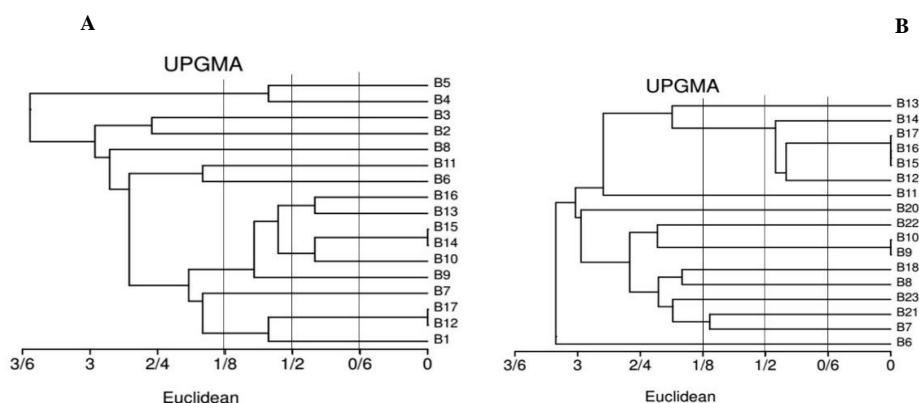 A
B
UPGMA
B5
B4
B3
B2
B8
B11
B6
B16
B13
B15
B14
B10
B9
B7
B17
B12
B1
3/6 3 2/4 1/8 1/2 0/6 0
Euclidean
UPGMA
B13
B14
B17
B16
B15
B12
B11
B20
B22
B10
B9
B18
B8
B23
B21
B7
B6
3/6 3 2/4 1/8 1/2 0/6 0
Euclidean